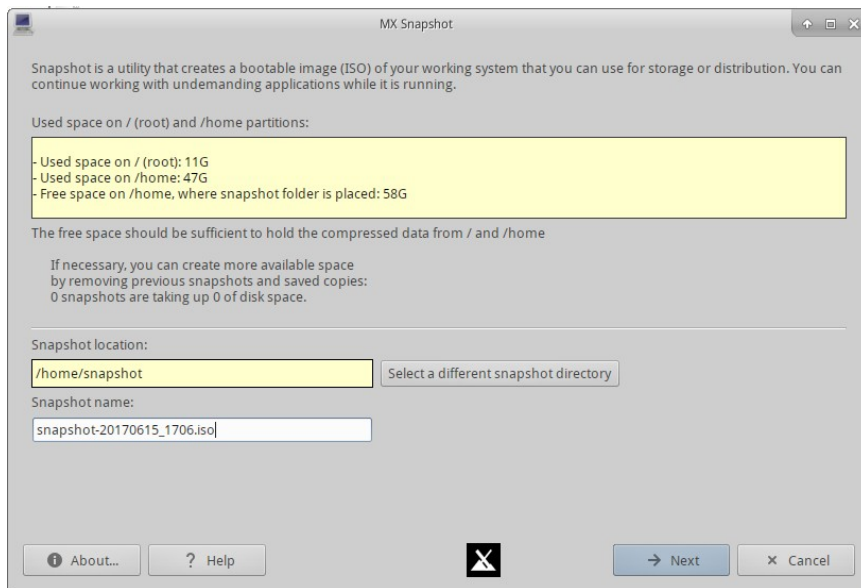 MX Snapshot
Snapshot is a utility that creates a bootable image (ISO) of your working system that you can use for storage or distribution. You can
continue working with undemanding applications while it is running.
Used space on / (root) and /home partitions:
- Used space on / (root): 11G
- Used space on /home: 47G
- Free space on /home, where snapshot folder is placed: 58G
The free space should be sufficient to hold the compressed data from / and /home
If necessary, you can create more available space
by removing previous snapshots and saved copies:
0 snapshots are taking up 0 of disk space.
Snapshot location:
/home/snapshot
Select a different snapshot directory
Snapshot name:
snapshot-20170615_1706.iso
About...
? Help
Next
Cancel